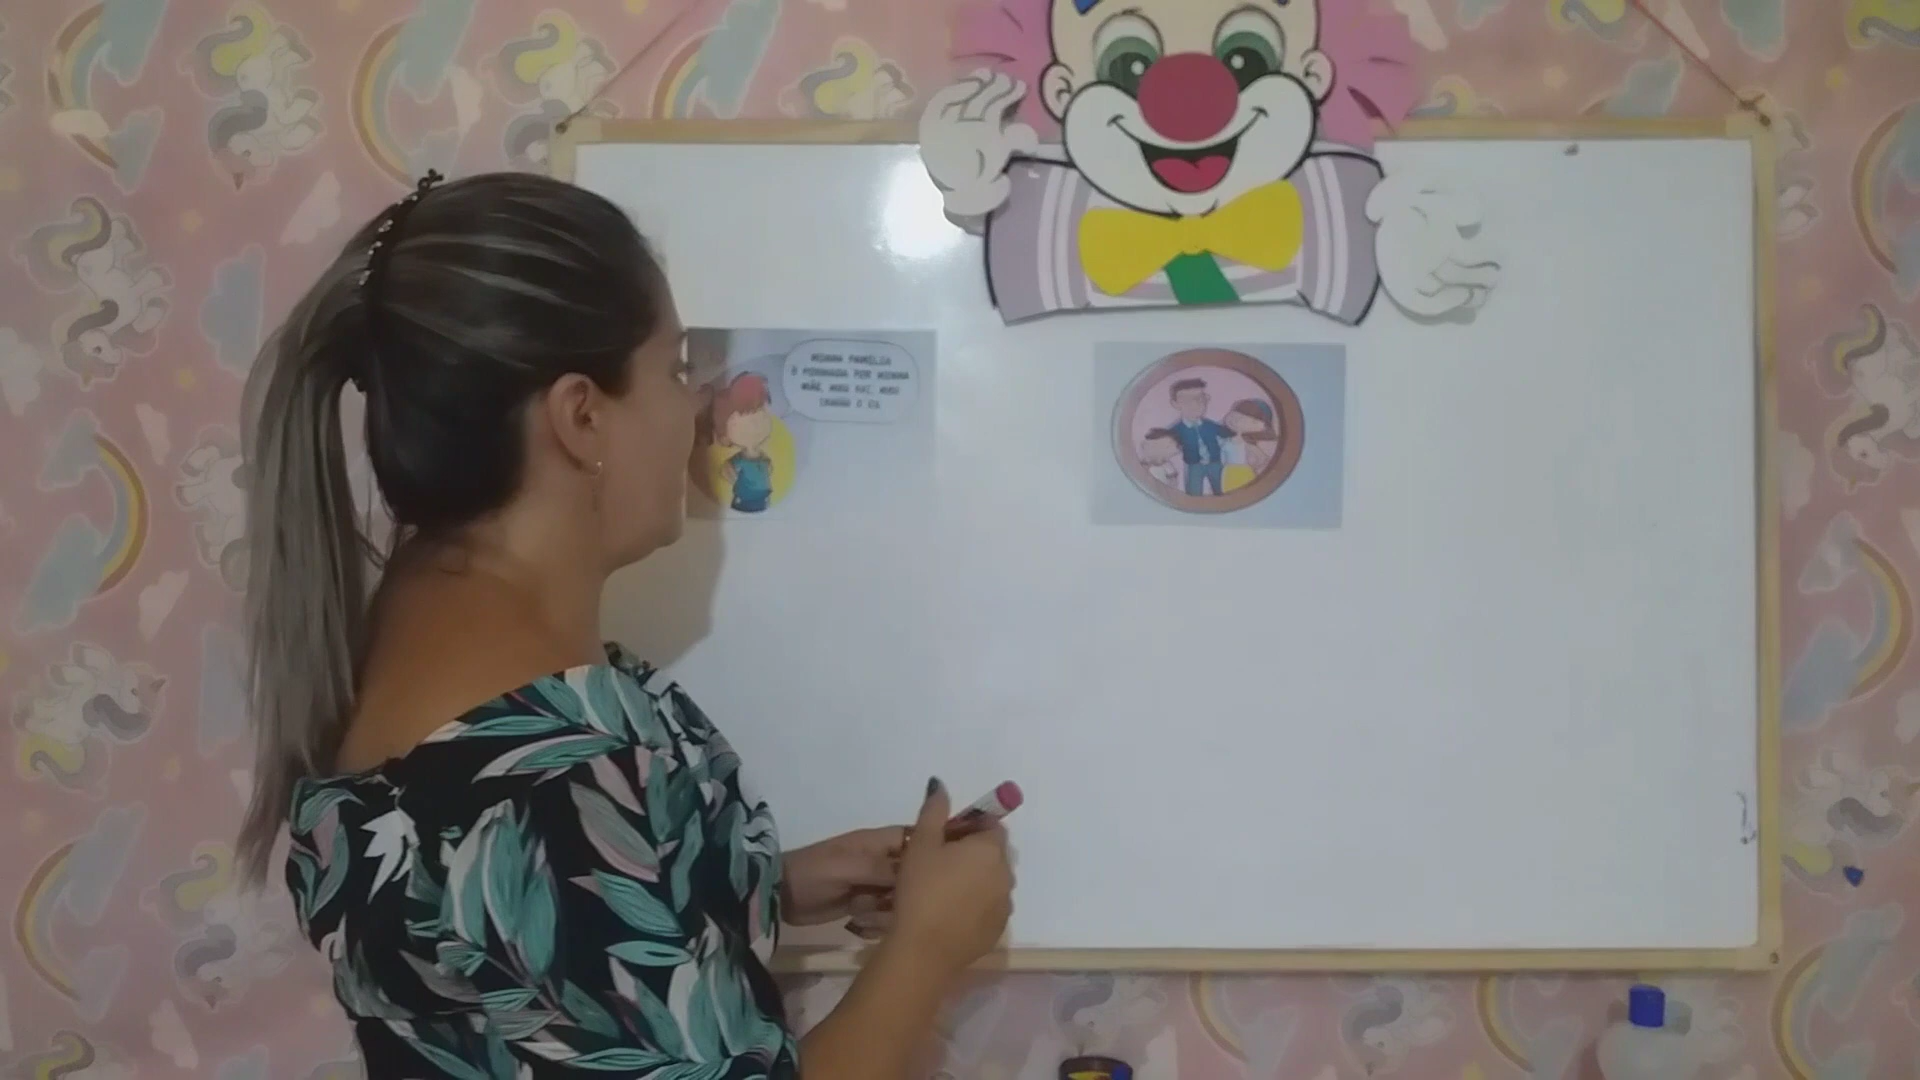 MINHA FAMÍLIA
É FORMADA POR MINHA
MÃE, MEU PAI, MEU
IRMÃO E EU